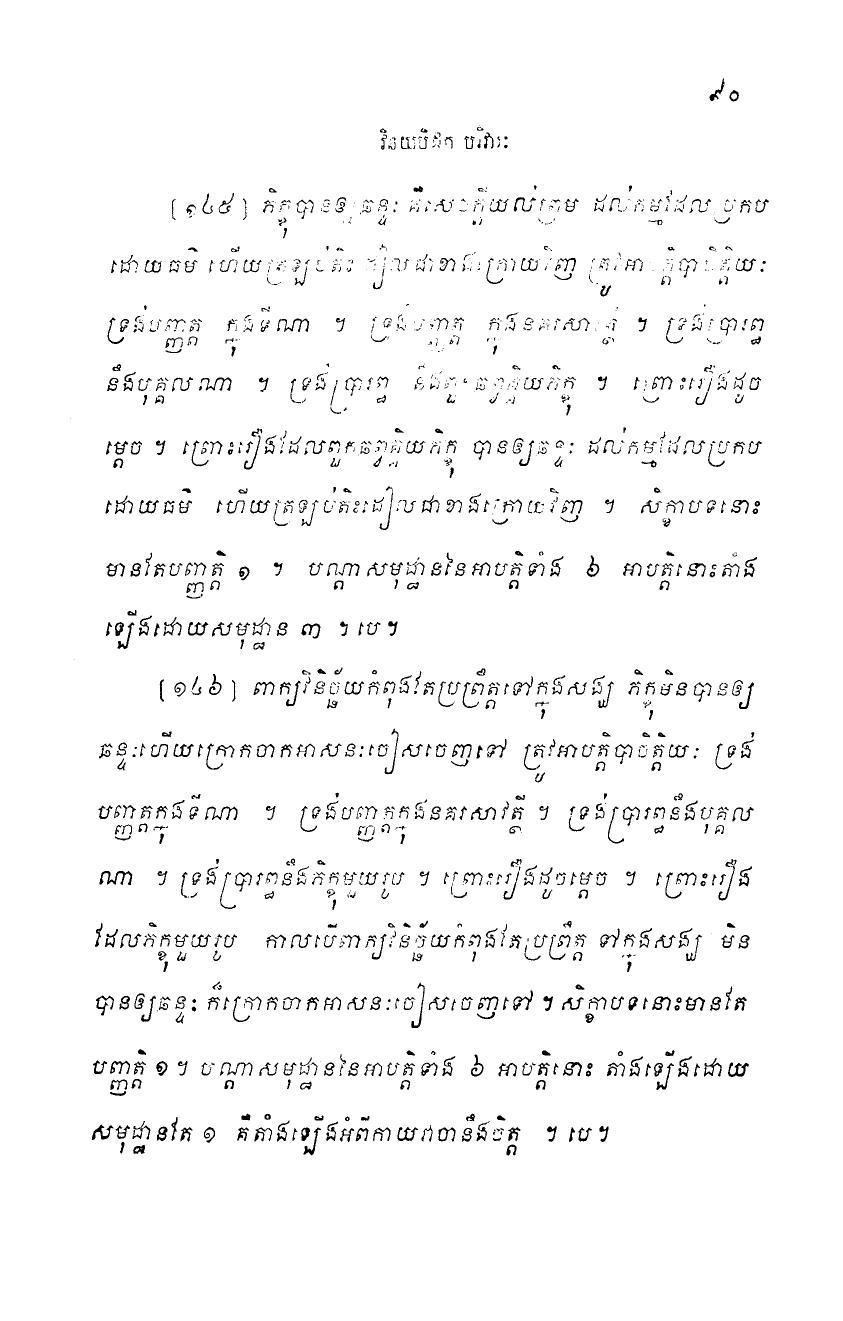 ៩០
វិនយបិដក បរិវារៈ
[១៤៥] ភិក្ខុបានឲ្យឆន្ទៈ គឺសេចក្តីយល់ព្រម ដល់កម្មដែលប្រកប
ដោយធម៌ ហើយត្រឡប់តិះដៀលជាខាងក្រោយវិញ ត្រូវអាបត្តិបាចិត្តិយៈ
ទ្រង់បញ្ញត្ត ក្នុងទីណា ។ ទ្រង់បញ្ញត្ត ក្នុងនគរសាវត្ថី ។ ទ្រង់ប្រារព្ធ
នឹងបុគ្គលណា ។ ទ្រង់ប្រារព្ធ នឹងពួកឆព្វគ្គិយភិក្ខុ ។ ព្រោះរឿងដូច
ម្តេច ។ ព្រោះរឿងដែលពួកឆព្វគ្គិយភិក្ខុ បានឲ្យឆន្ទៈ ដល់កម្មដែលប្រកប
ដោយធម៌ ហើយត្រឡប់តិះដៀលជាខាងក្រោយវិញ ។ សិក្ខាបទនោះ
មានតែបញ្ញត្តិ ១ ។ បណ្តាសមុដ្ឋាននៃអាបត្តិទាំង ៦ អាបត្តិនោះតាំង
ឡើងដោយសមុដ្ឋាន ៣ ។ បេ ។
[១៤៦] ពាក្យវិនិច្ឆ័យកំពុងតែប្រព្រឹត្តទៅក្នុងសង្ឃ ភិក្ខុមិនបានឲ្យ
ឆន្ទៈហើយក្រោកចាកអាសនៈចៀសចេញទៅ ត្រូវអាបត្តិបាចិត្តិយៈ ទ្រង់
បញ្ញត្តក្នុងទីណា ។ ទ្រង់បញ្ញត្តក្នុងនគរសាវត្ថី ។ ទ្រង់ប្រារព្ធនឹងបុគ្គល
ណា ។ ទ្រង់ប្រារព្ធនឹងភិក្ខុមួយរូប ។ ព្រោះរឿងដូចម្តេច ។ ព្រោះរឿង
ដែលភិក្ខុមួយរូប កាលបើពាក្យវិនិច្ឆ័យកំពុងតែប្រព្រឹត្ត ទៅក្នុងសង្ឃ មិន
បានឲ្យឆន្ទៈ ក៏ក្រោកចាកអាសនៈចៀសចេញទៅ ។ សិក្ខាបទនោះមានតែ
បញ្ញត្តិ ១ ។ បណ្តាសមុដ្ឋាននៃអាបត្តិទាំង ៦ អាបត្តិនោះ តាំងឡើងដោយ
សមុដ្ឋានតែ ១ គឺតាំងឡើងអំពីកាយវាចានឹងចិត្ត ។ បេ ។